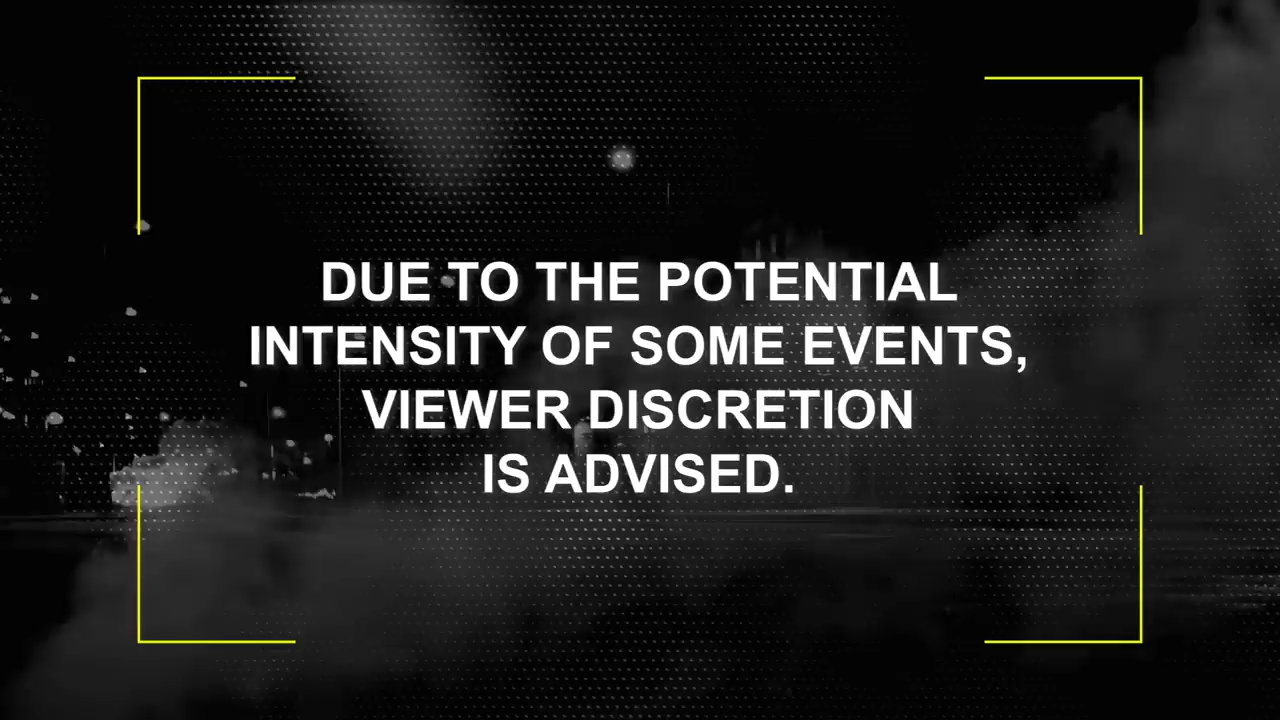 DUE TO THE POTENTIAL
INTENSITY OF SOME EVENTS,
VIEWER DISCRETION
IS ADVISED.